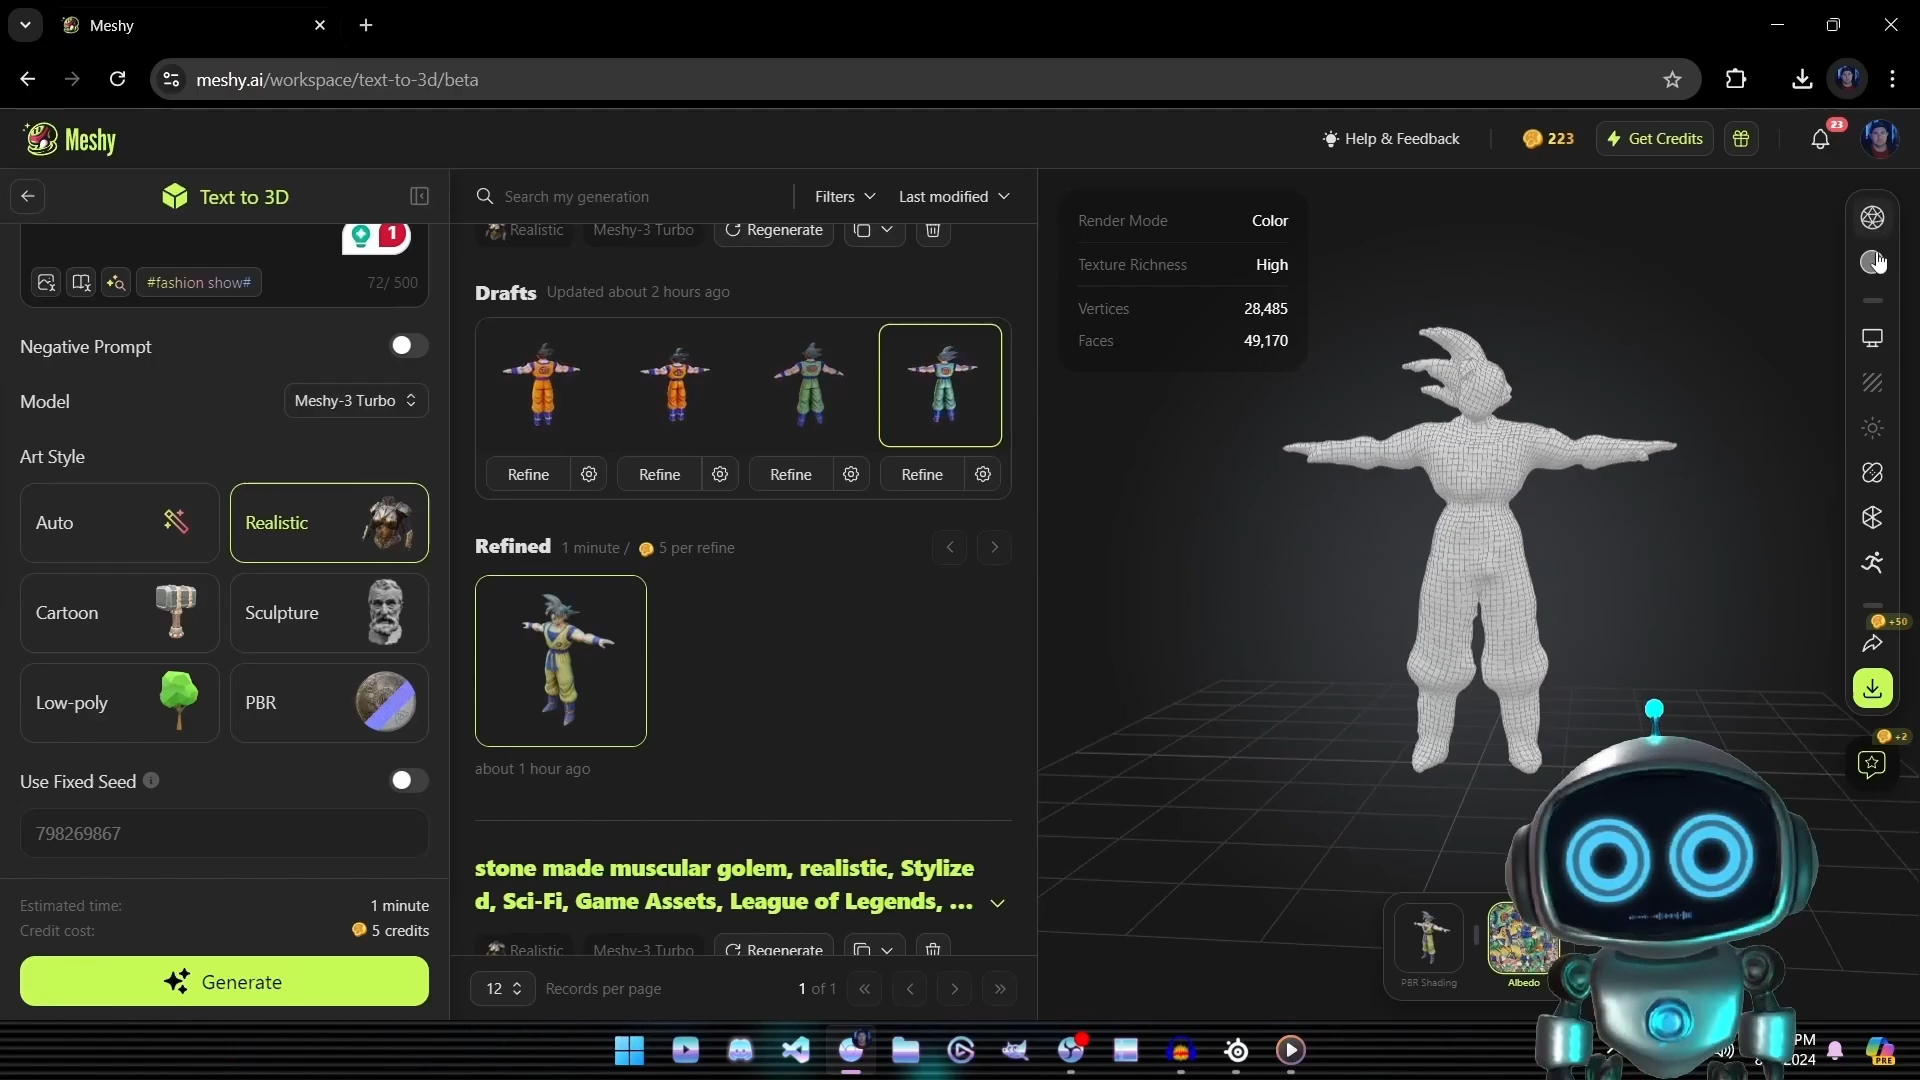 Meshy
meshy.ai/workspace/text-to-3d/beta
Meshy
Help & Feedback
223
Get Credits
23
Text to 3D
Search my generation
Filters
Last modified
1
#fashion show#
72/ 500
Negative Prompt
Model
Meshy-3 Turbo
Art Style
Auto
Realistic
Cartoon
Sculpture
Low-poly
PBR
Use Fixed Seed
798269867
Estimated time:
1 minute
Credit cost:
5 credits
Generate
Realistic
Meshy-3 Turbo
Regenerate
Drafts
Updated about 2 hours ago
Refine
Refine
Refine
Refine
Refined
1 minute /
5 per refine
about 1 hour ago
stone made muscular golem, realistic, Stylize
d, Sci-Fi, Game Assets, League of Legends, ...
Realistic
Meshy-3 Turbo
Regenerate
12
Records per page
1 of 1
Render Mode
Color
Texture Richness
High
Vertices
28,485
Faces
49,170
+50
+2
PBR Shading
Albedo
PM
2024
PRE